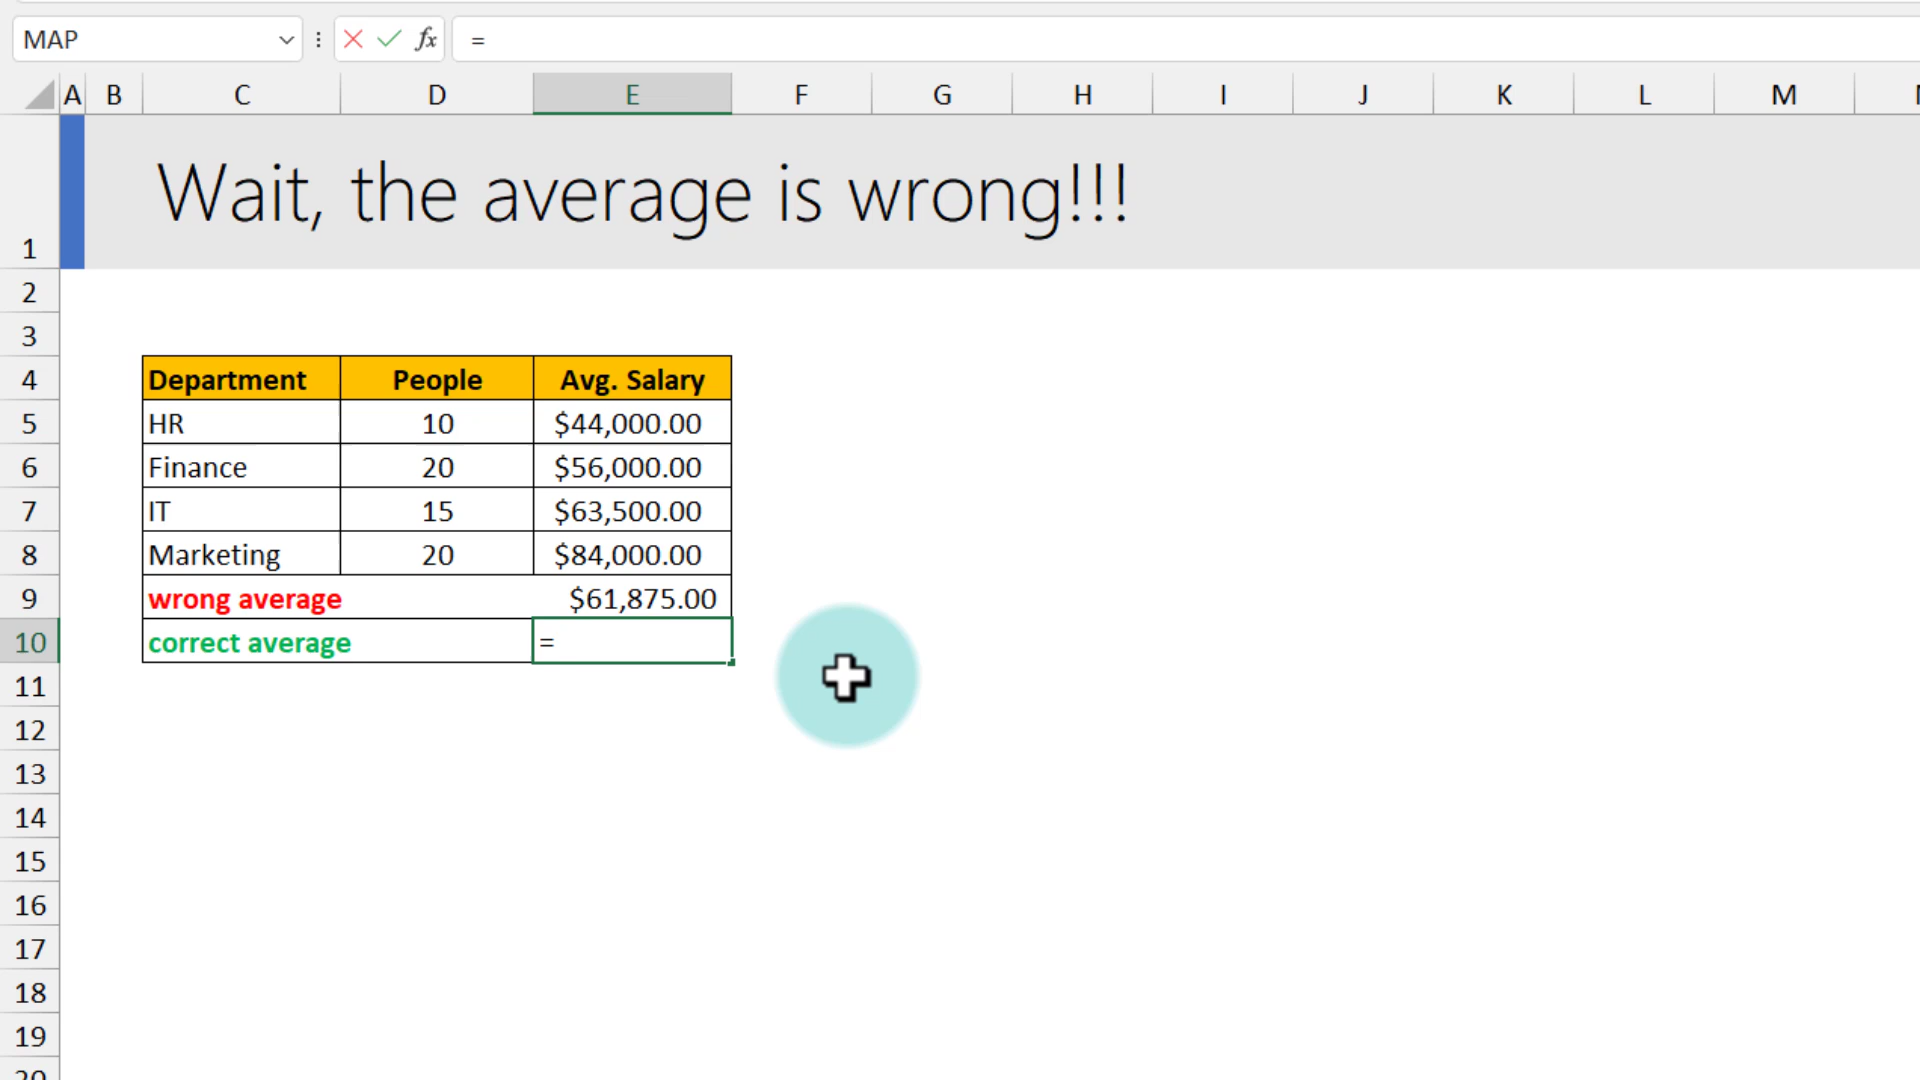 MAP fx =
A B C D E F G H I J K L M
1 Wait, the average is wrong!!!
2
3
4 Department People Avg. Salary
5 HR 10 $44,000.00
6 Finance 20 $56,000.00
7 IT 15 $63,500.00
8 Marketing 20 $84,000.00
9 wrong average $61,875.00
10 correct average =
11
12
13
14
15
16
17
18
19
20